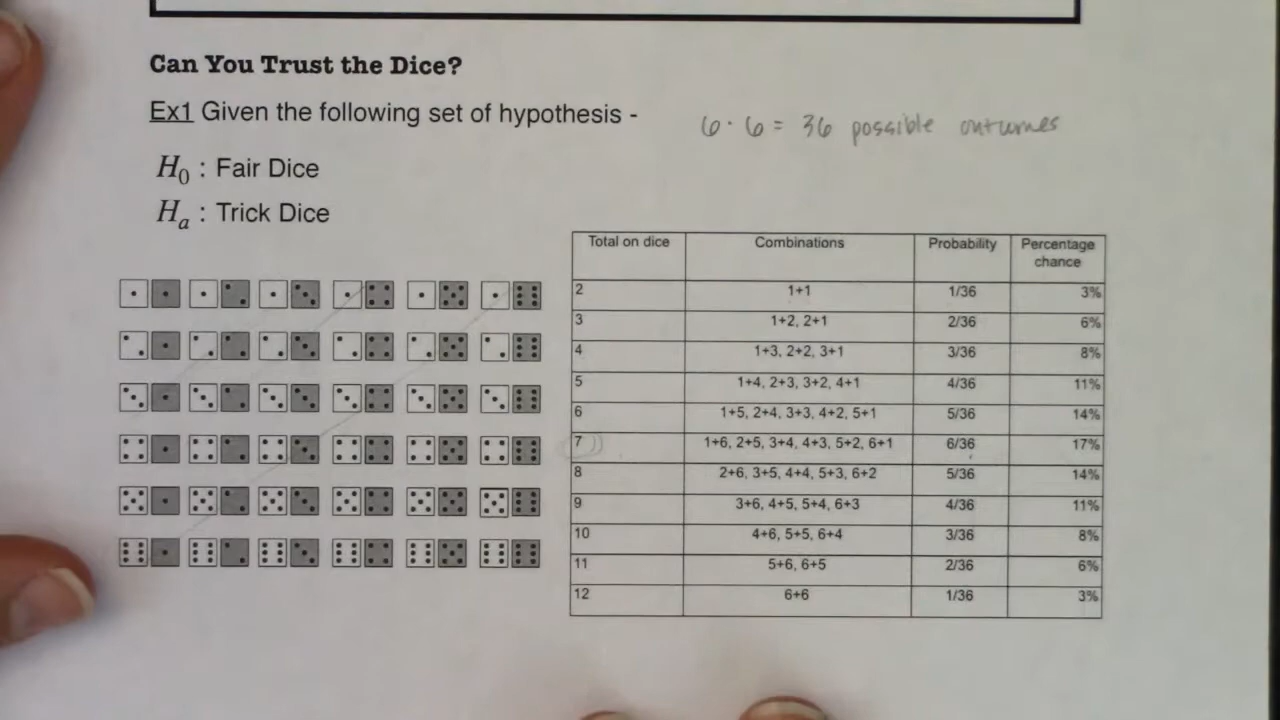 Can You Trust the Dice?
Ex1 Given the following set of hypothesis -
6 · 6 = 36 possible outcomes
H₀ : Fair Dice
Hₐ : Trick Dice
Total on dice Combinations Probability Percentage chance
2 1+1 1/36 3%
3 1+2, 2+1 2/36 6%
4 1+3, 2+2, 3+1 3/36 8%
5 1+4, 2+3, 3+2, 4+1 4/36 11%
6 1+5, 2+4, 3+3, 4+2, 5+1 5/36 14%
7 1+6, 2+5, 3+4, 4+3, 5+2, 6+1 6/36 17%
8 2+6, 3+5, 4+4, 5+3, 6+2 5/36 14%
9 3+6, 4+5, 5+4, 6+3 4/36 11%
10 4+6, 5+5, 6+4 3/36 8%
11 5+6, 6+5 2/36 6%
12 6+6 1/36 3%